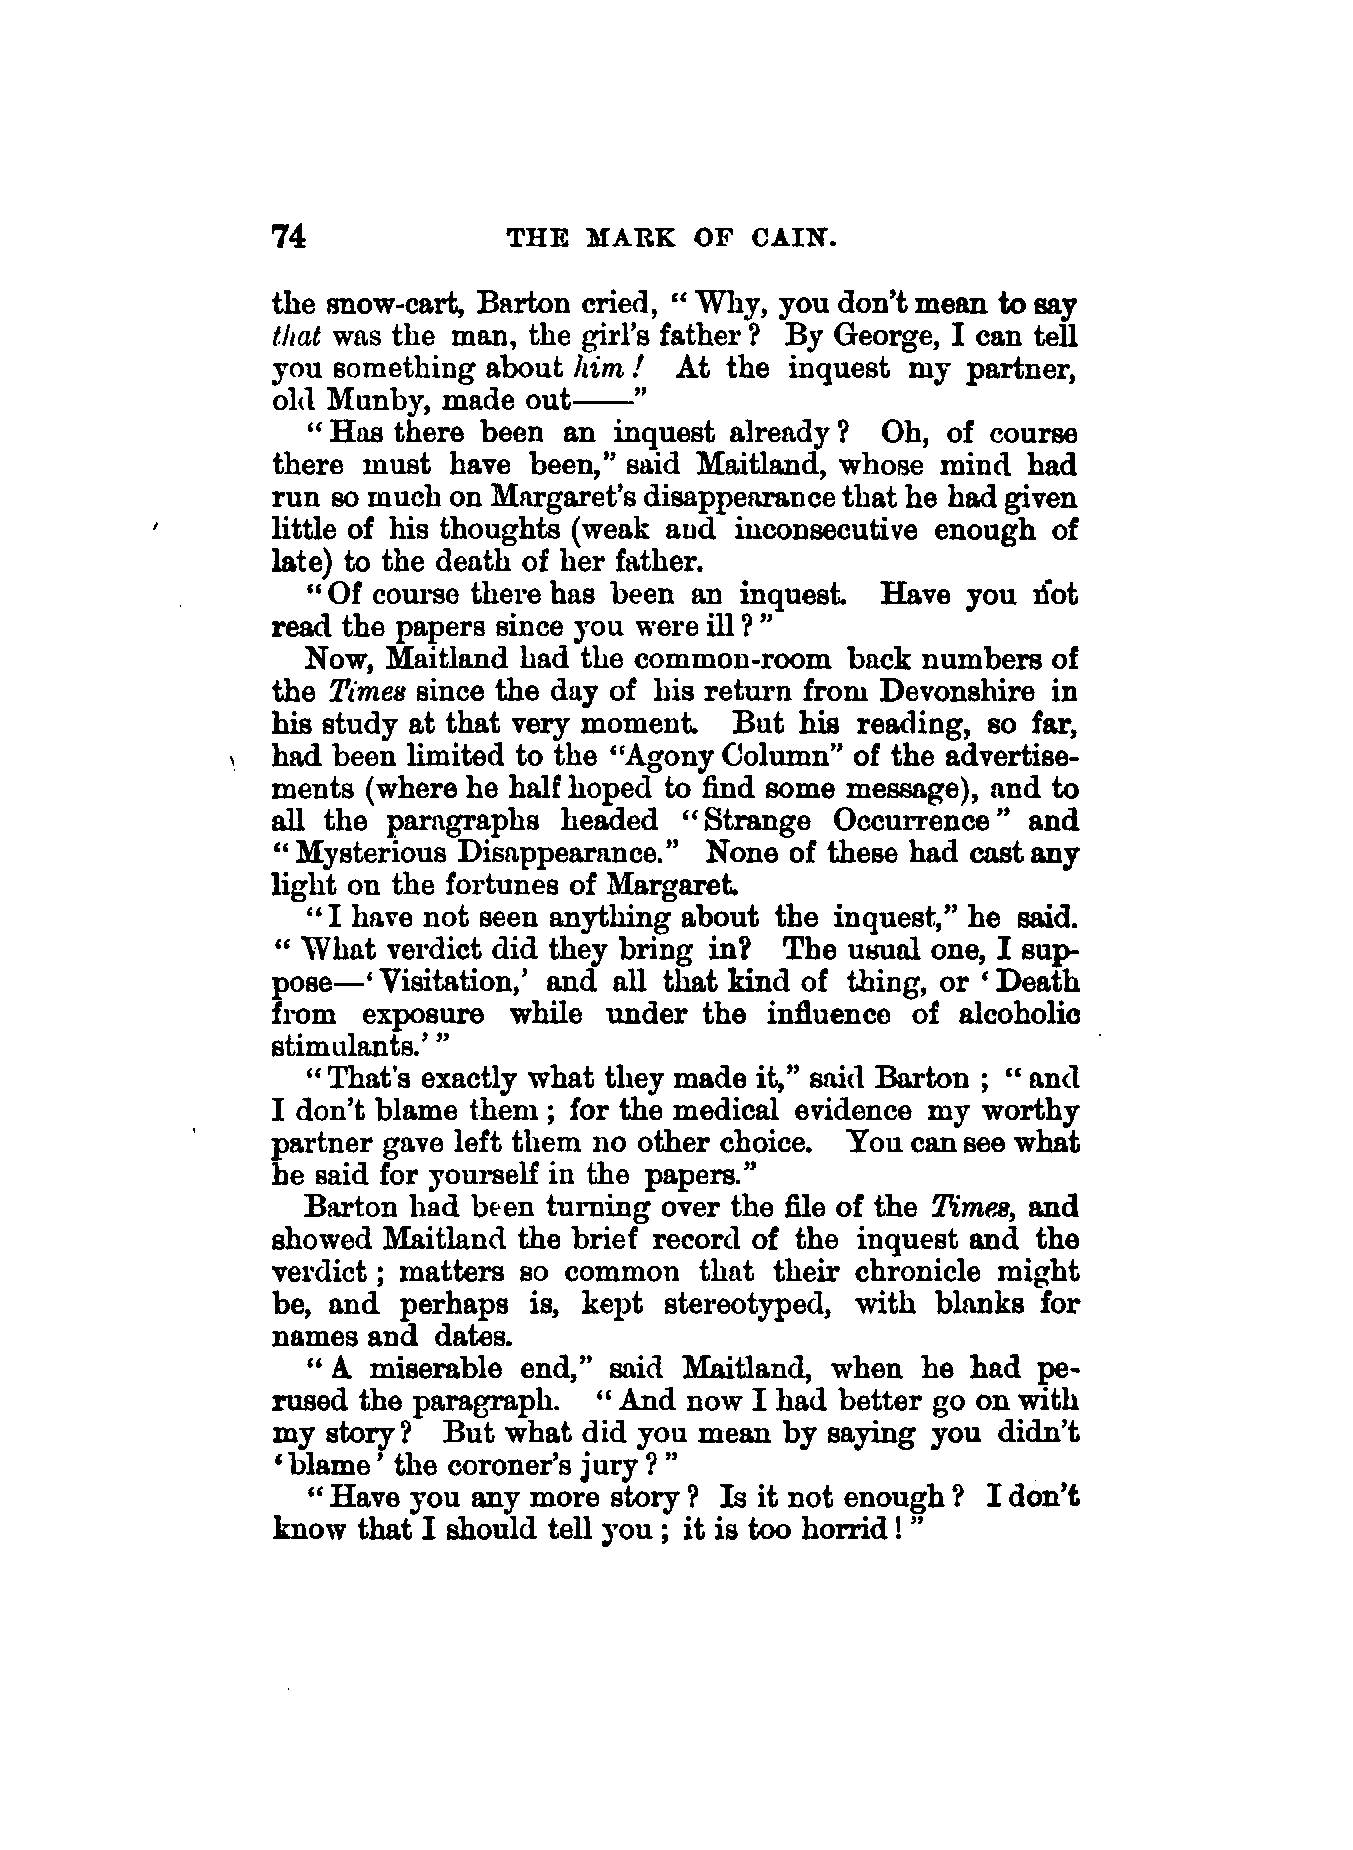 74 THE MARK OF CAIN.
the snow-cart, Barton cried, “Why, you don’t mean to say
that was the man, the girl’s father? By George, I can tell
you something about him! At the inquest my partner,
old Munby, made out——”
“Has there been an inquest already? Oh, of course
there must have been,” said Maitland, whose mind had
run so much on Margaret’s disappearance that he had given
little of his thoughts (weak and inconsecutive enough of
late) to the death of her father.
“Of course there has been an inquest. Have you not
read the papers since you were ill?”
Now, Maitland had the common-room back numbers of
the Times since the day of his return from Devonshire in
his study at that very moment. But his reading, so far,
had been limited to the “Agony Column” of the advertise-
ments (where he half hoped to find some message), and to
all the paragraphs headed “Strange Occurrence” and
“Mysterious Disappearance.” None of these had cast any
light on the fortunes of Margaret.
“I have not seen anything about the inquest,” he said.
“What verdict did they bring in? The usual one, I sup-
pose—‘Visitation,’ and all that kind of thing, or ‘Death
from exposure while under the influence of alcoholic
stimulants.’”
“That’s exactly what they made it,” said Barton; “and
I don’t blame them; for the medical evidence my worthy
partner gave left them no other choice. You can see what
he said for yourself in the papers.”
Barton had been turning over the file of the Times, and
showed Maitland the brief record of the inquest and the
verdict; matters so common that their chronicle might
be, and perhaps is, kept stereotyped, with blanks for
names and dates.
“A miserable end,” said Maitland, when he had pe-
rused the paragraph. “And now I had better go on with
my story? But what did you mean by saying you didn’t
‘blame’ the coroner’s jury?”
“Have you any more story? Is it not enough? I don’t
know that I should tell you; it is too horrid!”